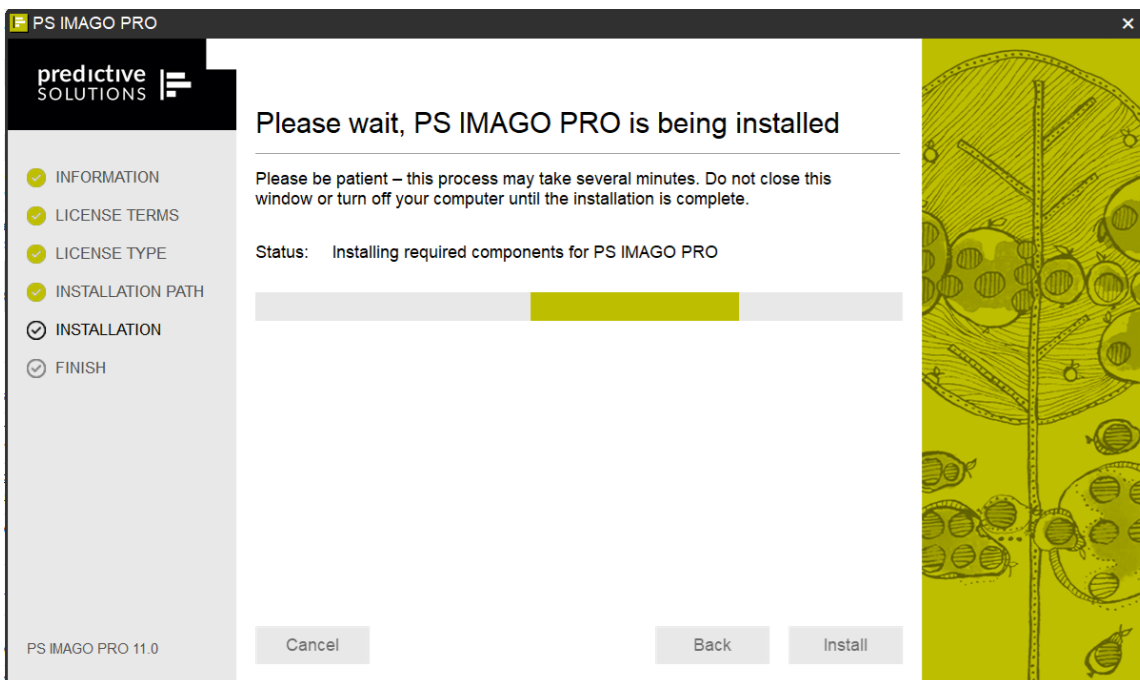 PS IMAGO PRO
predictive
SOLUTIONS
INFORMATION
LICENSE TERMS
LICENSE TYPE
INSTALLATION PATH
INSTALLATION
FINISH
PS IMAGO PRO 11.0
Please wait, PS IMAGO PRO is being installed
Please be patient – this process may take several minutes. Do not close this
window or turn off your computer until the installation is complete.
Status: Installing required components for PS IMAGO PRO
Cancel
Back
Install